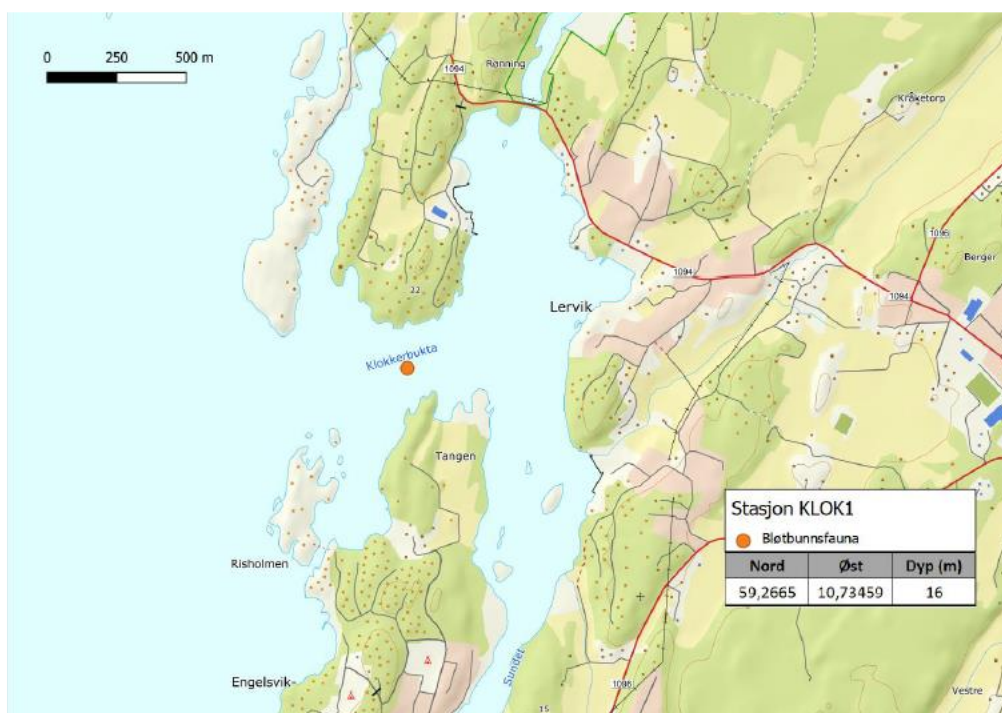 0 250 500 m
1094
Rønning
Kråketorp
1096
Berger
1094
1094
22
Lervik
Klokkerbukta
Tangen
Stasjon KLOK1
Bløtbunnsfauna
Nord Øst Dyp (m)
59,2665 10,73459 16
Risholmen
Engelsvik
Sundet
1096
15
Vestre